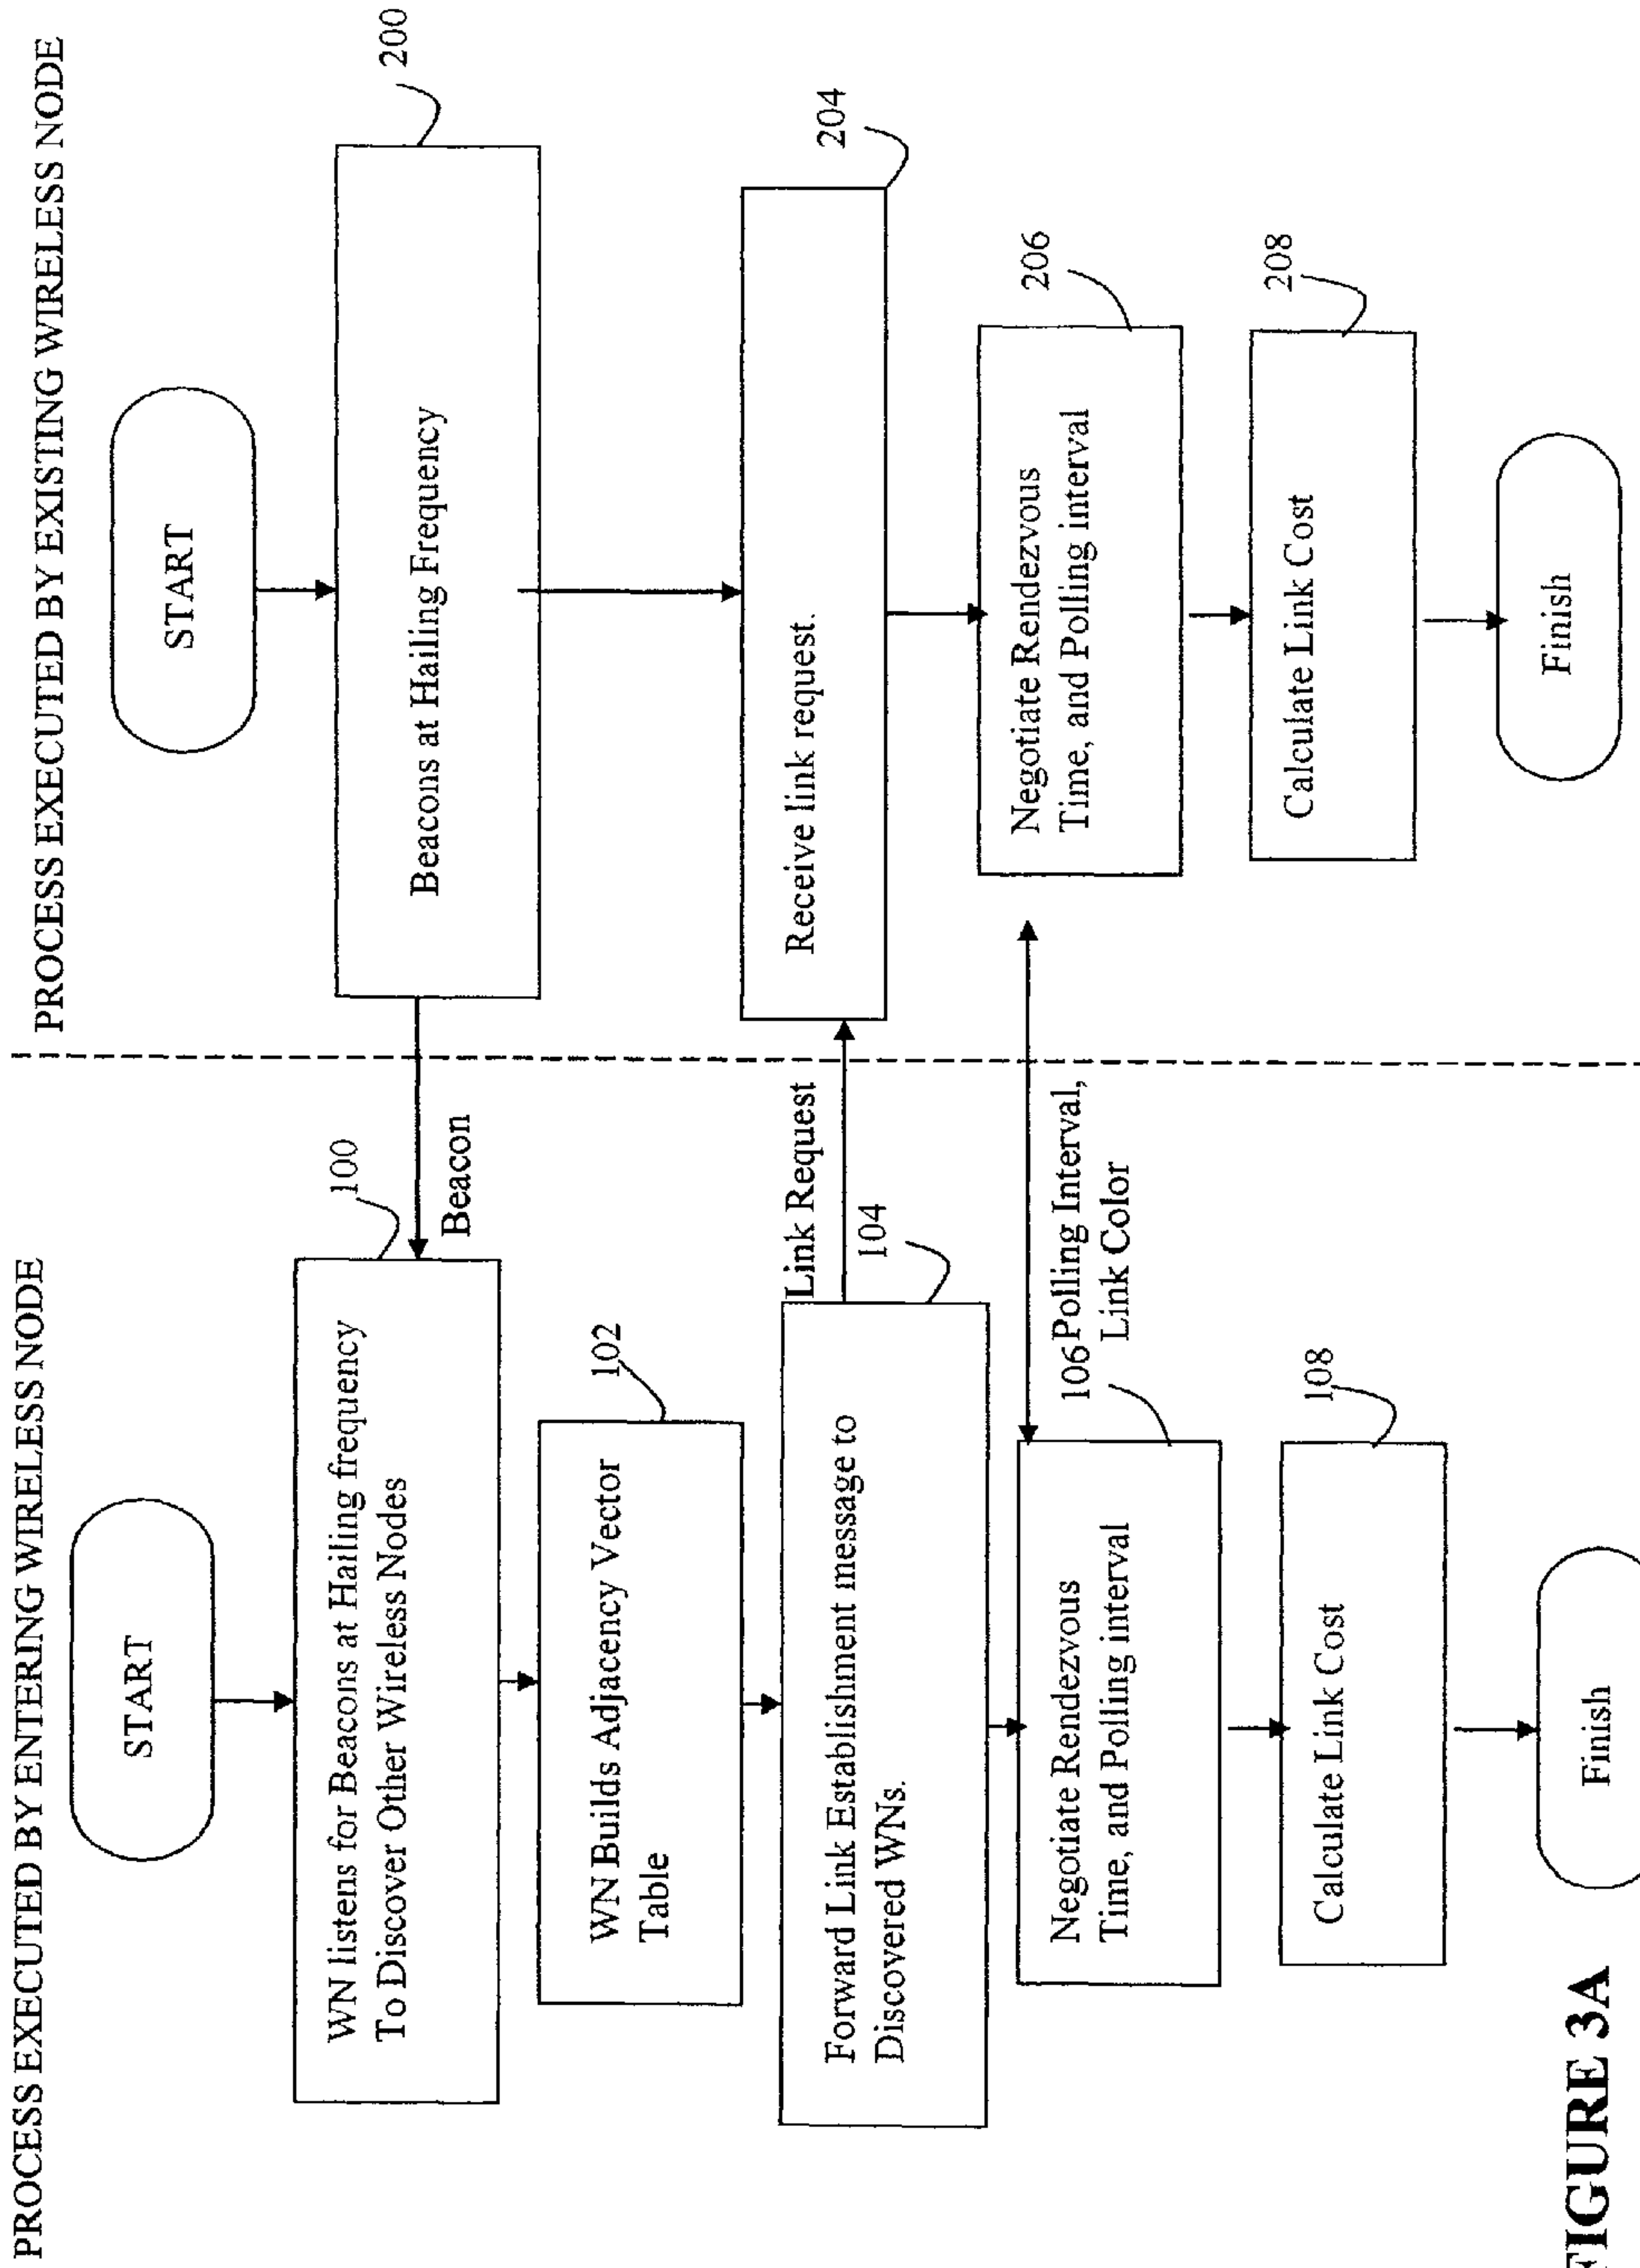 PROCESS EXECUTED BY ENTERING WIRELESS NODE
START
WN listens for Beacons at Hailing frequency
To Discover Other Wireless Nodes
100
Beacon
WN Builds Adjacency Vector
Table
102
Forward Link Establishment message to
Discovered WNs.
Link Request
104
Negotiate Rendezvous
Time, and Polling interval
106
Polling Interval,
Link Color
Calculate Link Cost
108
Finish
PROCESS EXECUTED BY EXISTING WIRELESS NODE
START
Beacons at Hailing Frequency
200
Receive link request.
204
Negotiate Rendezvous
Time, and Polling interval
206
Calculate Link Cost
208
Finish
FIGURE 3A